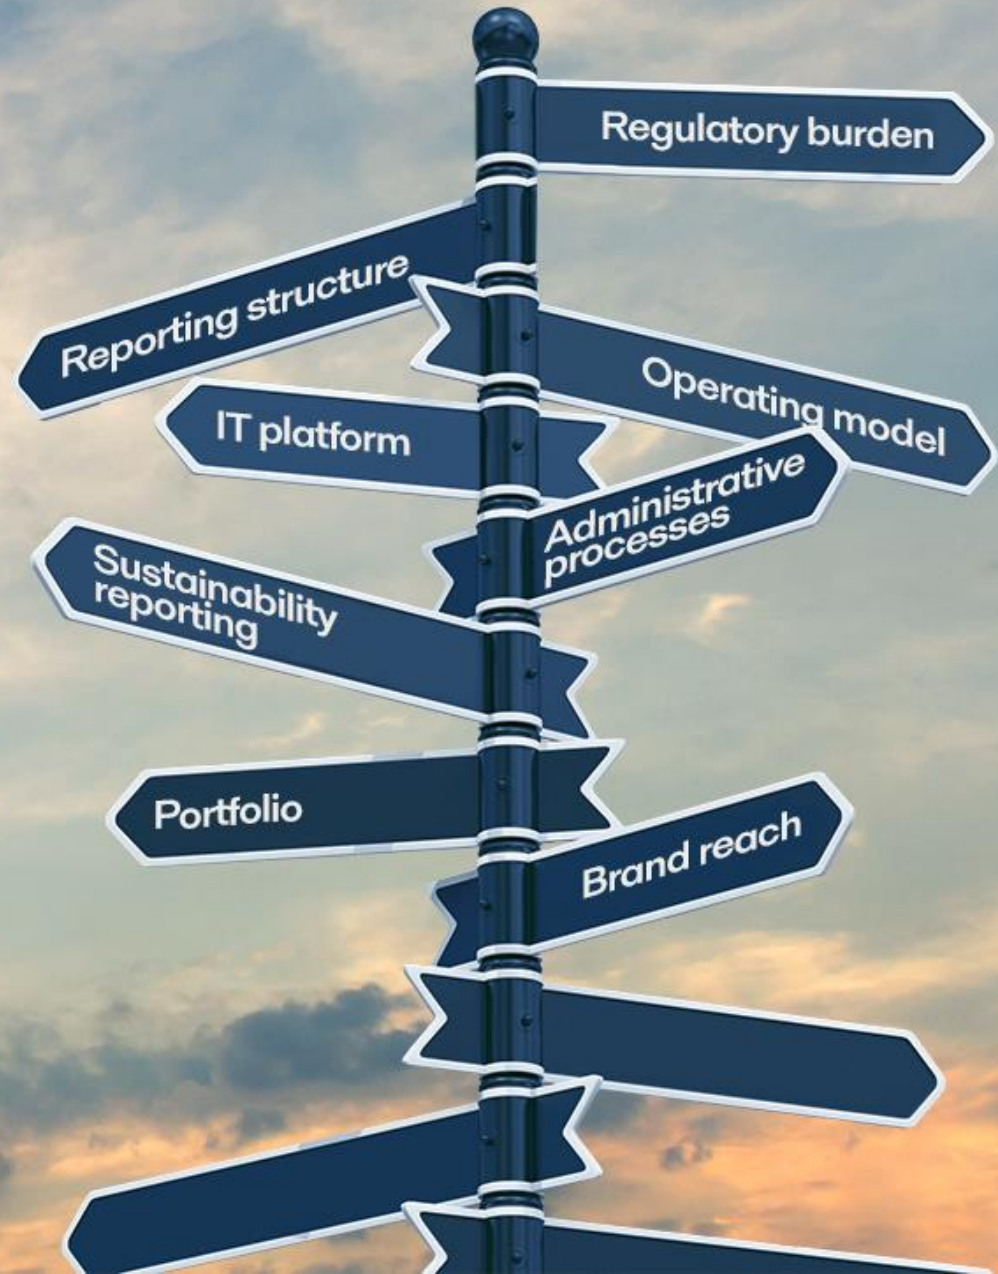 Regulatory burden
Reporting structure
Operating model
IT platform
Administrative
processes
Sustainability
reporting
Portfolio
Brand reach